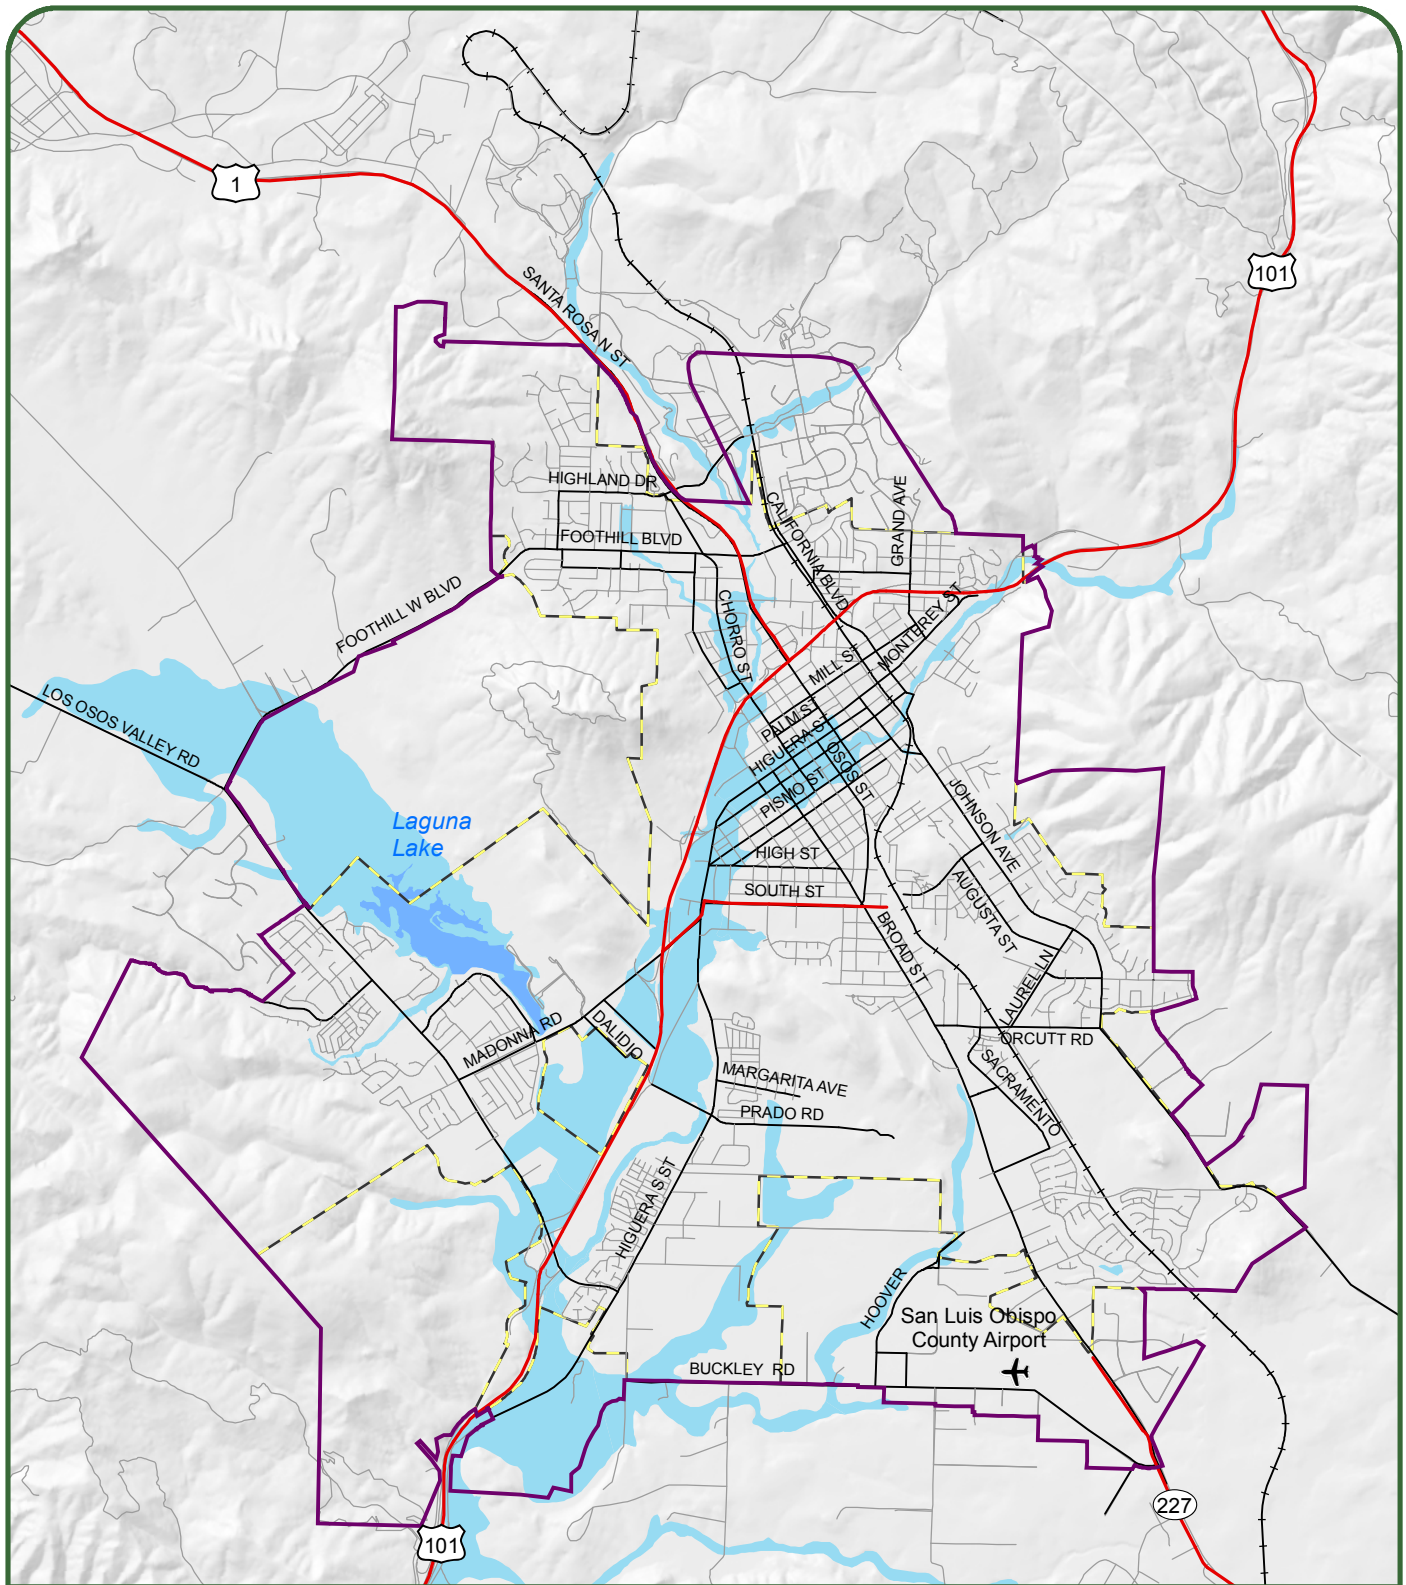 1
101
SANTA ROSA N ST
HIGHLAND DR
FOOTHILL BLVD
CALIFORNIA BLVD
GRAND AVE
FOOTHILL W BLVD
CHORRO ST
MILL ST
MONTEREY ST
LOS OSOS VALLEY RD
PALM ST
HIGUERA ST
OSOS ST
PISMO ST
JOHNSON AVE
Laguna
Lake
HIGH ST
SOUTH ST
AUGUSTA ST
BROAD ST
LAUREL LN
MADONNA RD
DALIDIO
ORCUTT RD
SACRAMENTO
MARGARITA AVE
PRADO RD
HIGUERA S ST
HOOVER
San Luis Obispo
County Airport
BUCKLEY RD
227
101